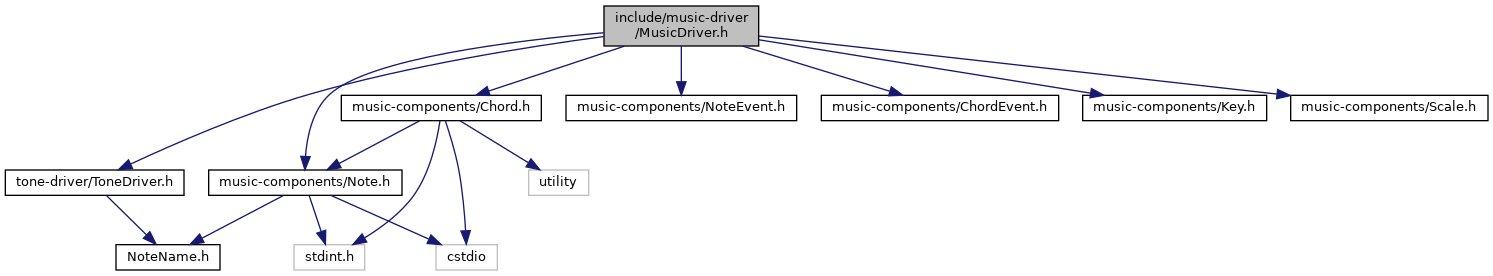 include/music-driver
/MusicDriver.h
music-components/Chord.h
music-components/NoteEvent.h
music-components/ChordEvent.h
music-components/Key.h
music-components/Scale.h
tone-driver/ToneDriver.h
music-components/Note.h
utility
NoteName.h
stdint.h
cstdio